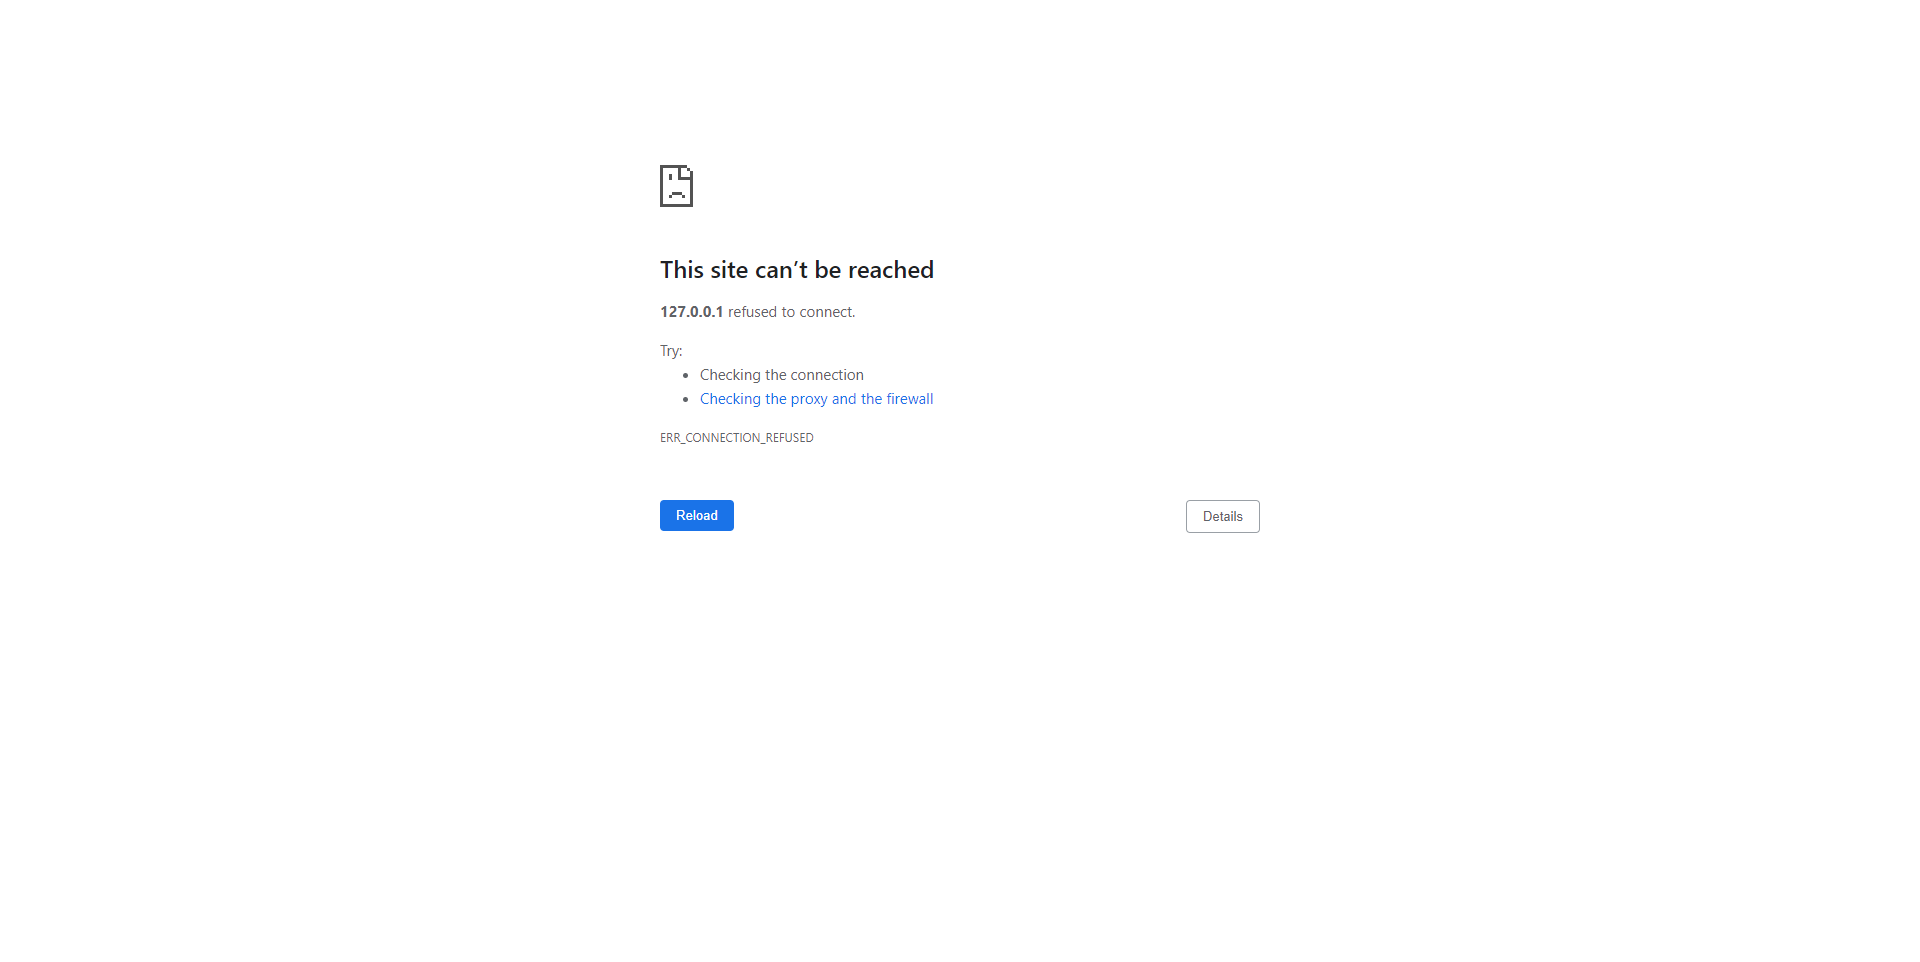 This site can’t be reached
127.0.0.1 refused to connect.
Try:
Checking the connection
Checking the proxy and the firewall
ERR_CONNECTION_REFUSED
Reload
Details